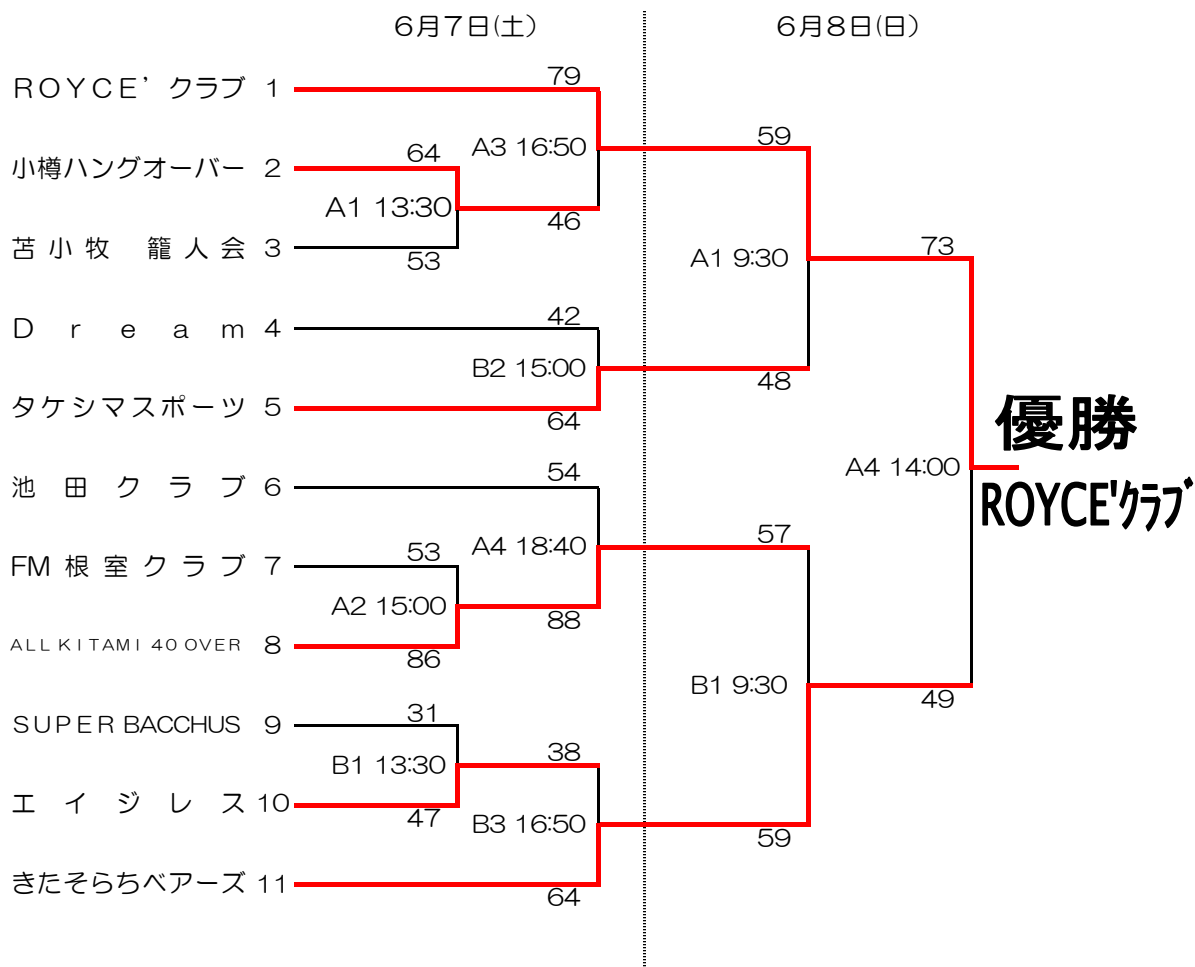 6月7日(土)
6月8日(日)
ROYCE’クラブ 1
79
A3 16:50
59
小樽ハングオーバー 2
64
A1 13:30
46
苫小牧 籠人会 3
53
A1 9:30
73
Dream 4
42
B2 15:00
48
タケシマスポーツ 5
64
優勝
A4 14:00
ROYCE'クラブ
池田クラブ 6
54
A4 18:40
57
FM根室クラブ 7
53
A2 15:00
88
ALL KITAMI 40 OVER 8
86
B1 9:30
49
SUPER BACCHUS 9
31
B1 13:30
38
エイジレス 10
47
B3 16:50
59
きたそらちベアーズ 11
64